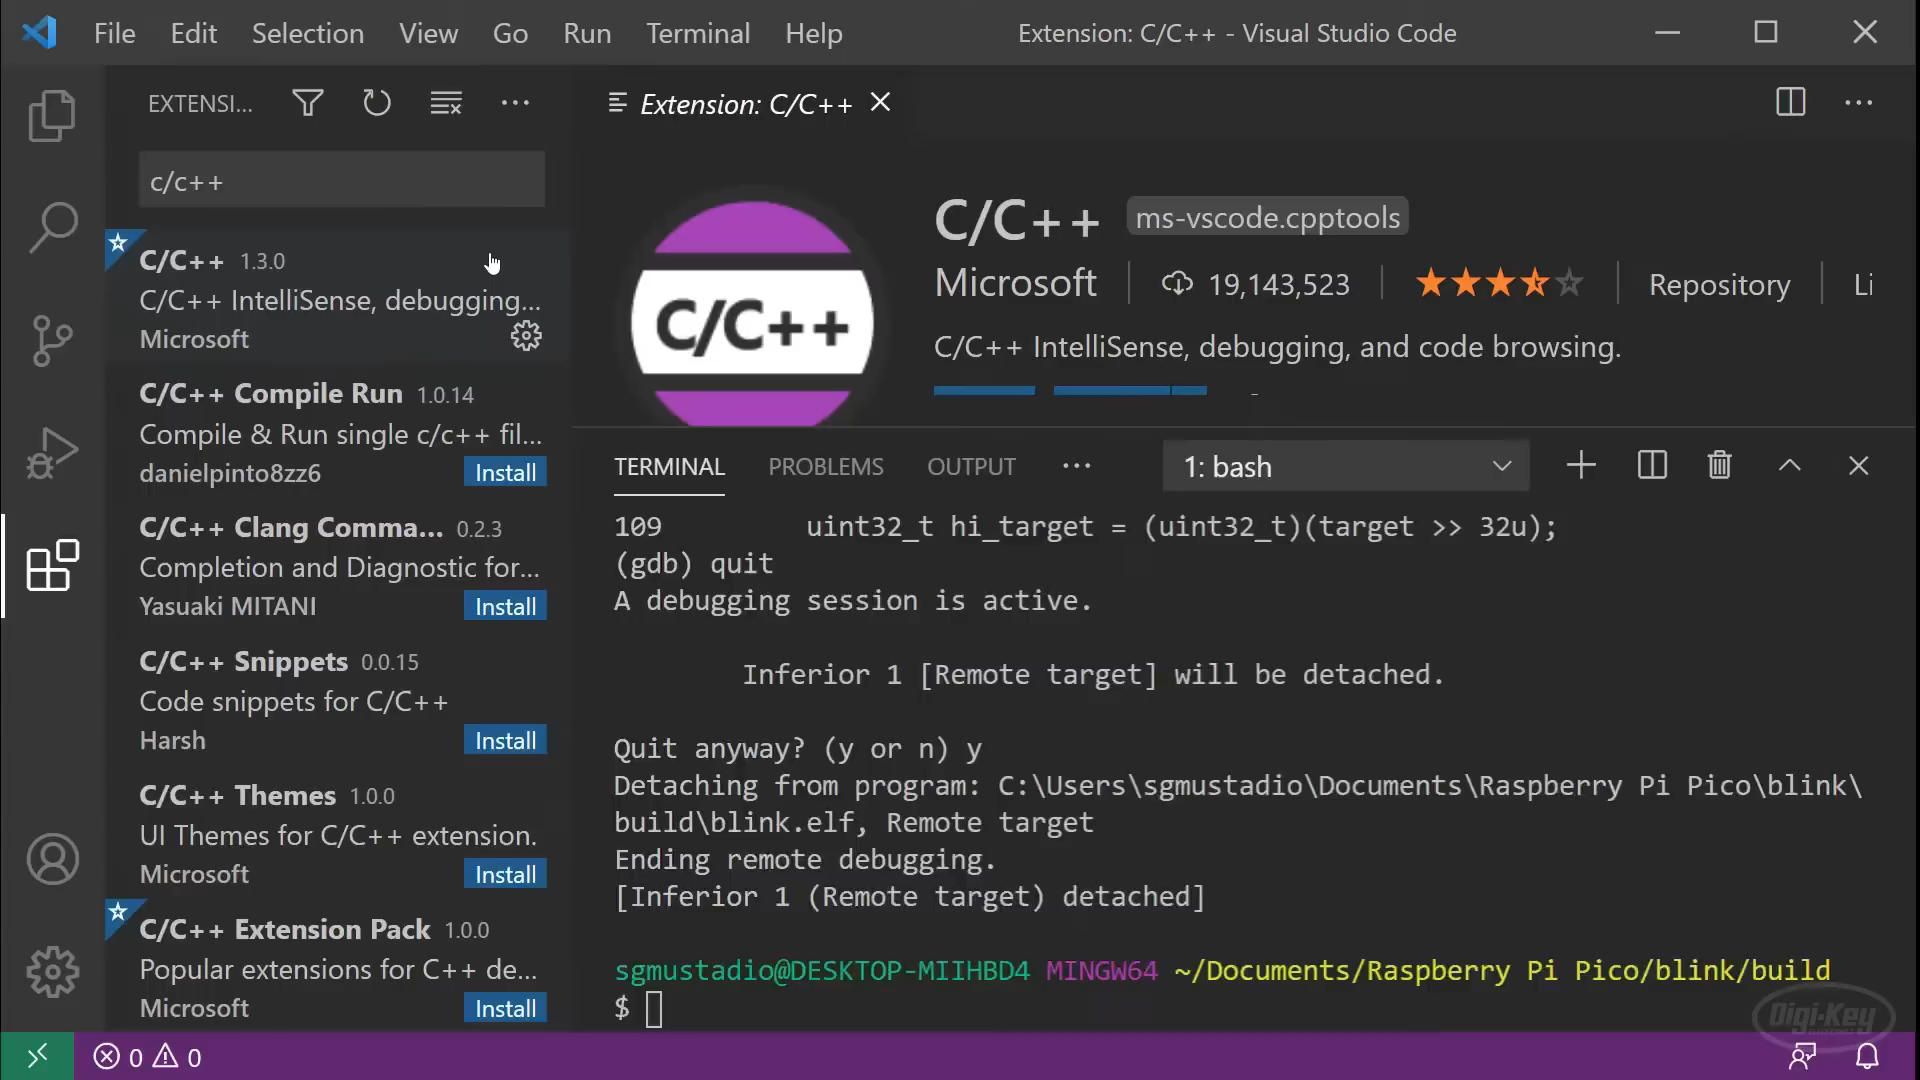 File Edit Selection View Go Run Terminal Help Extension: C/C++ - Visual Studio Code
EXTENSI...
c/c++
C/C++ 1.3.0
C/C++ IntelliSense, debugging...
Microsoft
C/C++ Compile Run 1.0.14
Compile & Run single c/c++ fil...
danielpinto8zz6 Install
C/C++ Clang Comma... 0.2.3
Completion and Diagnostic for...
Yasuaki MITANI Install
C/C++ Snippets 0.0.15
Code snippets for C/C++
Harsh Install
C/C++ Themes 1.0.0
UI Themes for C/C++ extension.
Microsoft Install
C/C++ Extension Pack 1.0.0
Popular extensions for C++ de...
Microsoft Install
Extension: C/C++
C/C++
C/C++ ms-vscode.cpptools
Microsoft 19,143,523 Repository Li
C/C++ IntelliSense, debugging, and code browsing.
TERMINAL PROBLEMS OUTPUT ... 1: bash
109 uint32_t hi_target = (uint32_t)(target >> 32u);
(gdb) quit
A debugging session is active.
Inferior 1 [Remote target] will be detached.
Quit anyway? (y or n) y
Detaching from program: C:\Users\sgmustadio\Documents\Raspberry Pi Pico\blink\
build\blink.elf, Remote target
Ending remote debugging.
[Inferior 1 (Remote target) detached]
sgmustadio@DESKTOP-MIIHBD4 MINGW64 ~/Documents/Raspberry Pi Pico/blink/build
$
Digi-Key
0 0